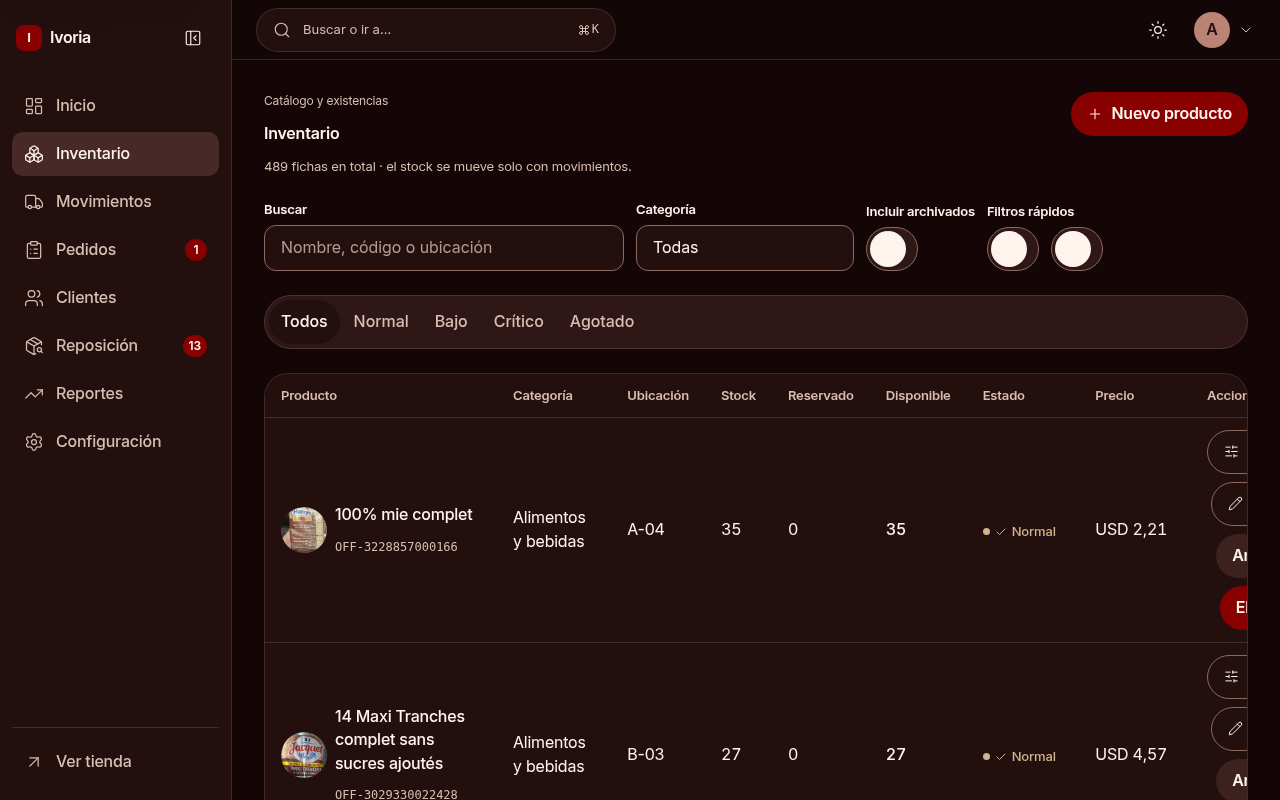 I Ivoria
Buscar o ir a... ⌘K
A
Inicio
Inventario
Movimientos
Pedidos 1
Clientes
Reposición 13
Reportes
Configuración
Ver tienda
Catálogo y existencias
Inventario
489 fichas en total · el stock se mueve solo con movimientos.
+ Nuevo producto
Buscar
Nombre, código o ubicación
Categoría
Todas
Incluir archivados
Filtros rápidos
Todos Normal Bajo Crítico Agotado
Producto Categoría Ubicación Stock Reservado Disponible Estado Precio Accion
100% mie complet
OFF-3228857000166
Alimentos
y bebidas
A-04 35 0 35 Normal USD 2,21
14 Maxi Tranches
complet sans
sucres ajoutés
OFF-3029330022428
Alimentos
y bebidas
B-03 27 0 27 Normal USD 4,57